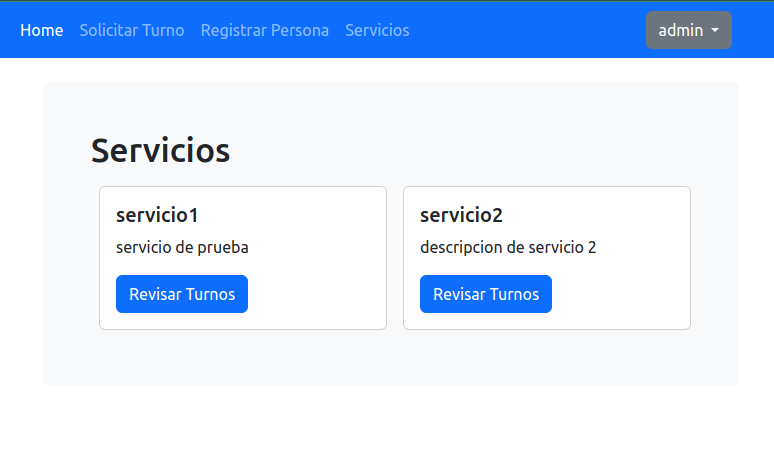 Home Solicitar Turno Registrar Persona Servicios admin
Servicios
servicio1
servicio de prueba
Revisar Turnos
servicio2
descripcion de servicio 2
Revisar Turnos